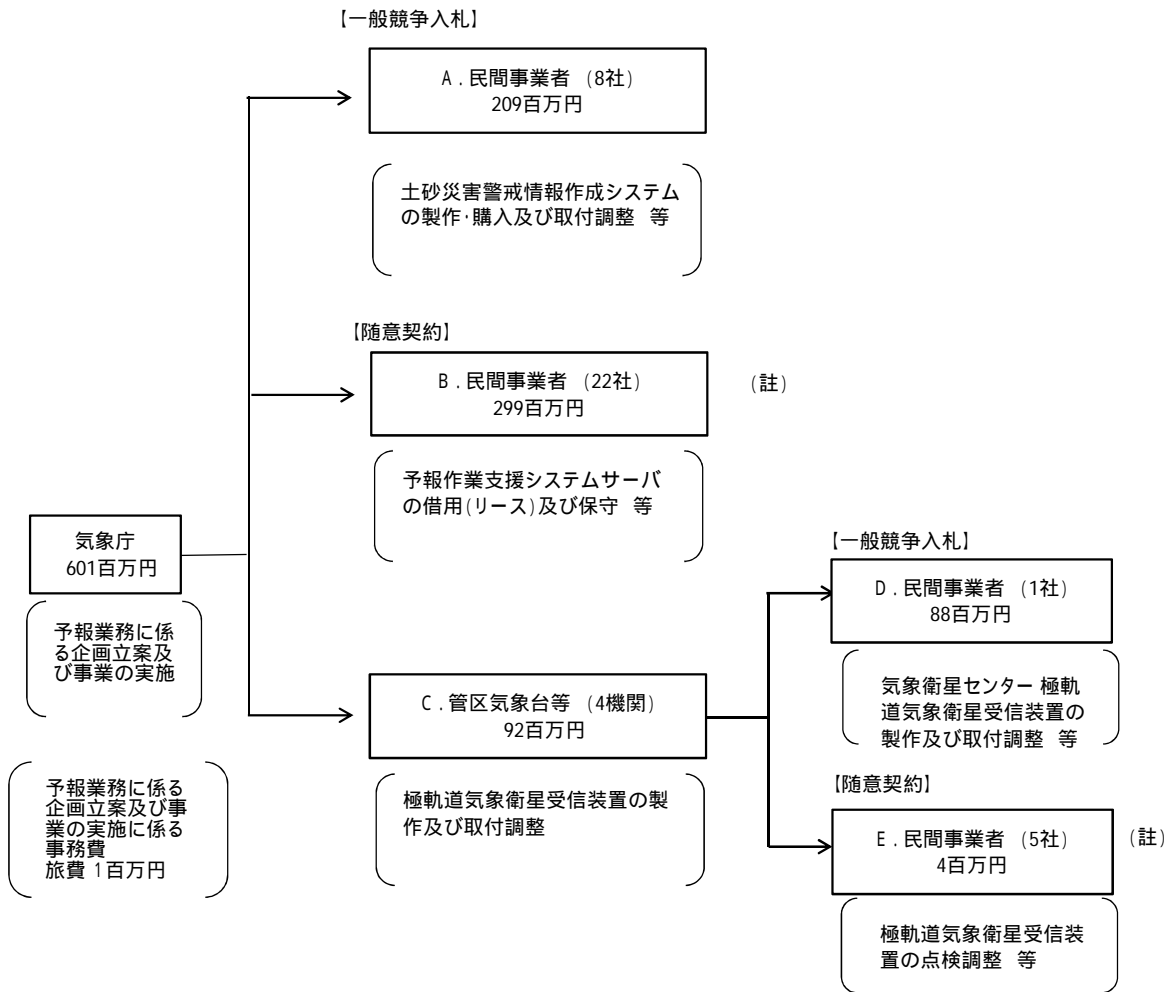 【一般競争入札】
A．民間事業者 (8社)
209百万円
土砂災害警戒情報作成システム
の製作・購入及び取付調整 等
【随意契約】
B．民間事業者 (22社)
299百万円
(註)
予報作業支援システムサーバ
の借用(リース)及び保守 等
気象庁
601百万円
予報業務に係
る企画立案及
び事業の実施
予報業務に係る
企画立案及び事
業の実施に係る
事務費
旅費 1百万円
C．管区気象台等 (4機関)
92百万円
極軌道気象衛星受信装置の製
作及び取付調整
【一般競争入札】
D．民間事業者 (1社)
88百万円
気象衛星センター 極軌
道気象衛星受信装置の
製作及び取付調整 等
【随意契約】
E．民間事業者 (5社)
4百万円
(註)
極軌道気象衛星受信装
置の点検調整 等